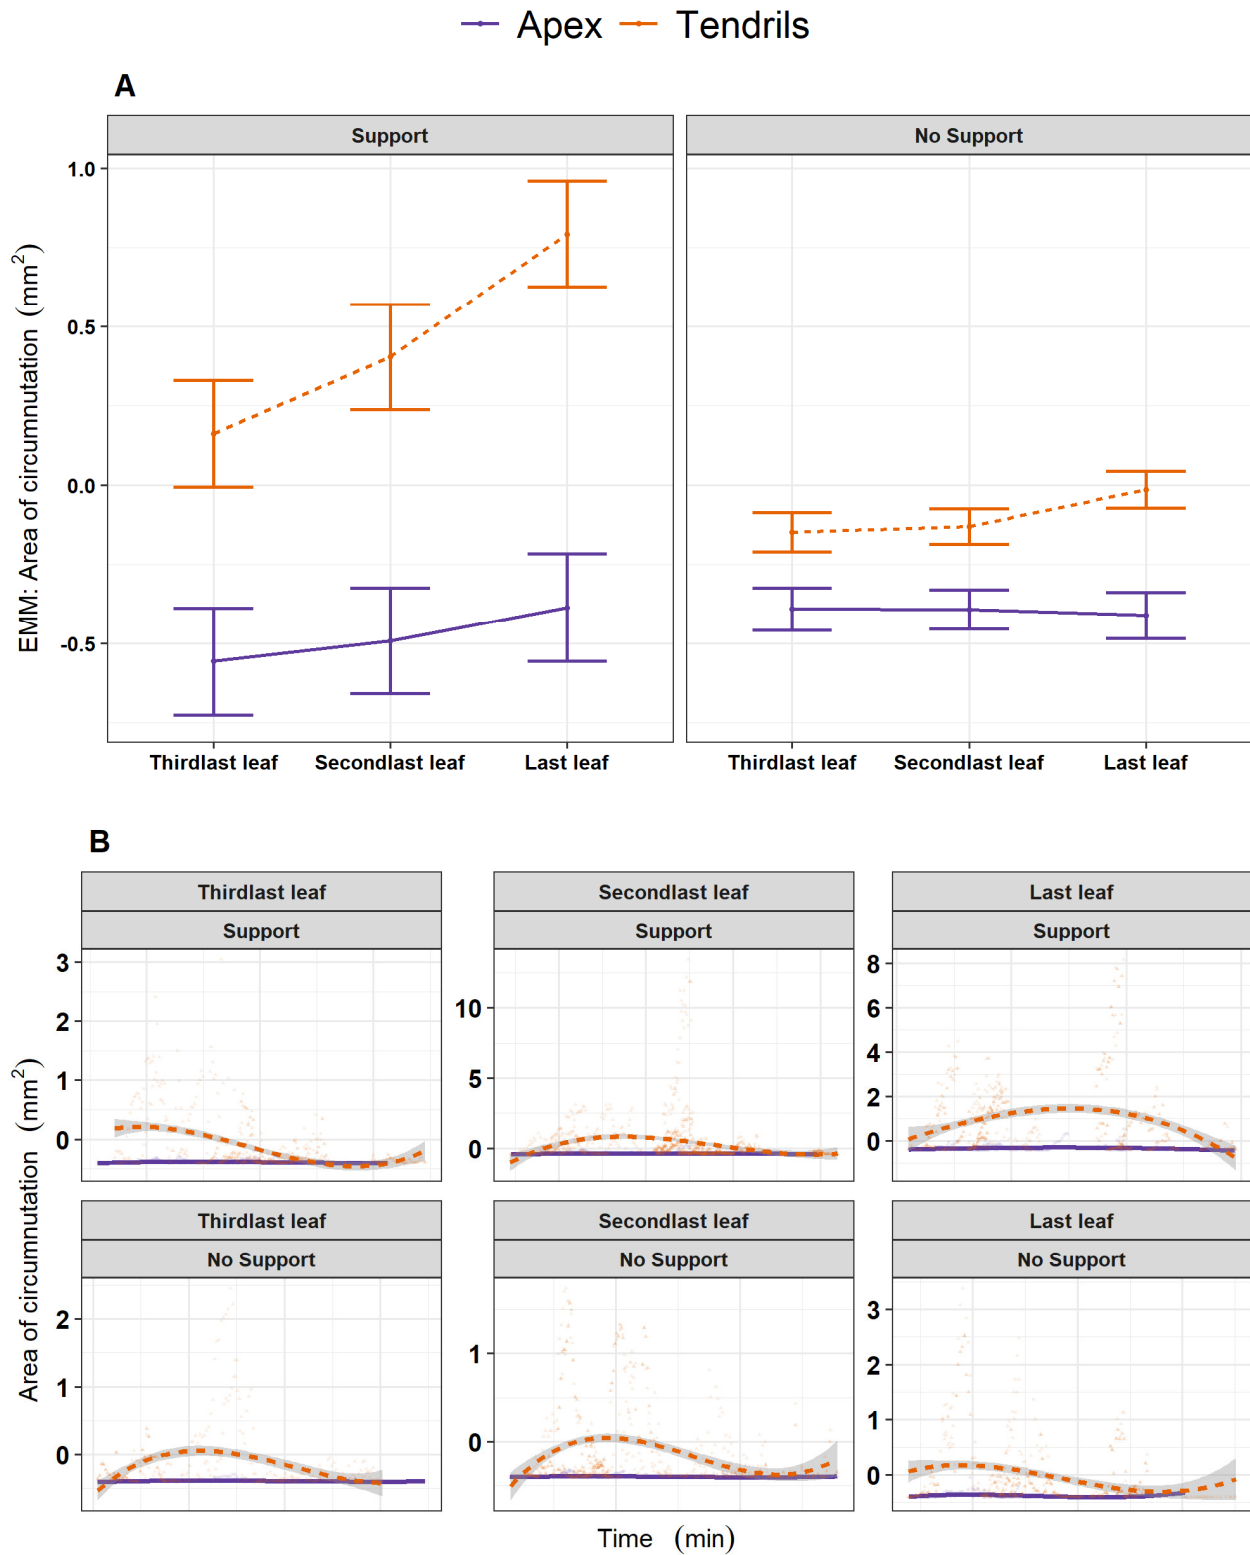 Apex Tendrils
A
Support No Support
EMM: Area of circumnutation (mm²)
1.0
0.5
0.0
-0.5
Thirdlast leaf Secondlast leaf Last leaf Thirdlast leaf Secondlast leaf Last leaf
B
Area of circumnutation (mm²)
Thirdlast leaf Secondlast leaf Last leaf
Support Support Support
3
2
1
0
10
5
0
8
6
4
2
0
Thirdlast leaf Secondlast leaf Last leaf
No Support No Support No Support
2
1
0
1
0
3
2
1
0
Time (min)